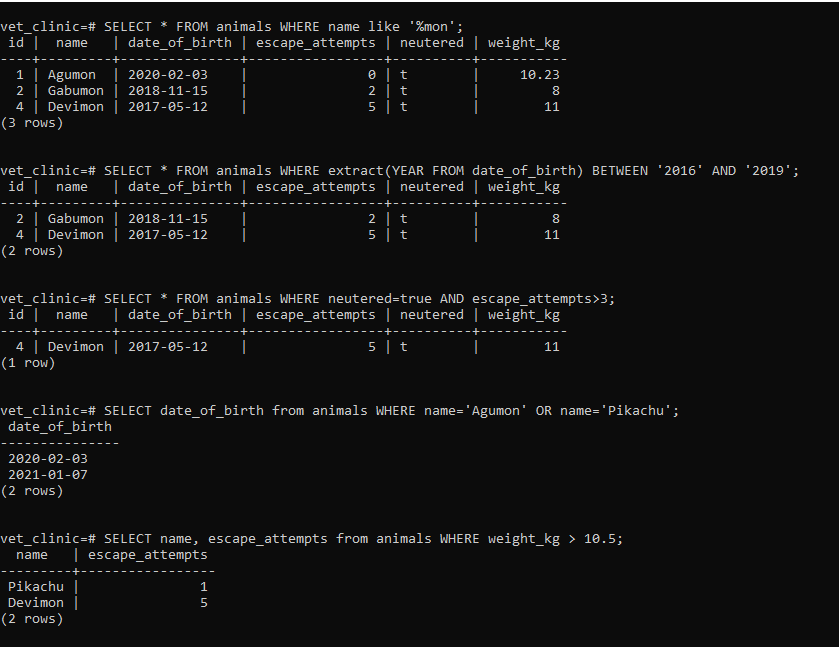 vet_clinic=# SELECT * FROM animals WHERE name like '%mon';
 id |  name   | date_of_birth | escape_attempts | neutered | weight_kg
----+---------+---------------+-----------------+----------+-----------
  1 | Agumon  | 2020-02-03    |               0 | t        |     10.23
  2 | Gabumon | 2018-11-15    |               2 | t        |         8
  4 | Devimon | 2017-05-12    |               5 | t        |        11
(3 rows)
vet_clinic=# SELECT * FROM animals WHERE extract(YEAR FROM date_of_birth) BETWEEN '2016' AND '2019';
 id |  name   | date_of_birth | escape_attempts | neutered | weight_kg
----+---------+---------------+-----------------+----------+-----------
  2 | Gabumon | 2018-11-15    |               2 | t        |         8
  4 | Devimon | 2017-05-12    |               5 | t        |        11
(2 rows)
vet_clinic=# SELECT * FROM animals WHERE neutered=true AND escape_attempts>3;
 id |  name   | date_of_birth | escape_attempts | neutered | weight_kg
----+---------+---------------+-----------------+----------+-----------
  4 | Devimon | 2017-05-12    |               5 | t        |        11
(1 row)
vet_clinic=# SELECT date_of_birth from animals WHERE name='Agumon' OR name='Pikachu';
 date_of_birth
---------------
 2020-02-03
 2021-01-07
(2 rows)
vet_clinic=# SELECT name, escape_attempts from animals WHERE weight_kg > 10.5;
  name   | escape_attempts
---------+-----------------
 Pikachu |               1
 Devimon |               5
(2 rows)